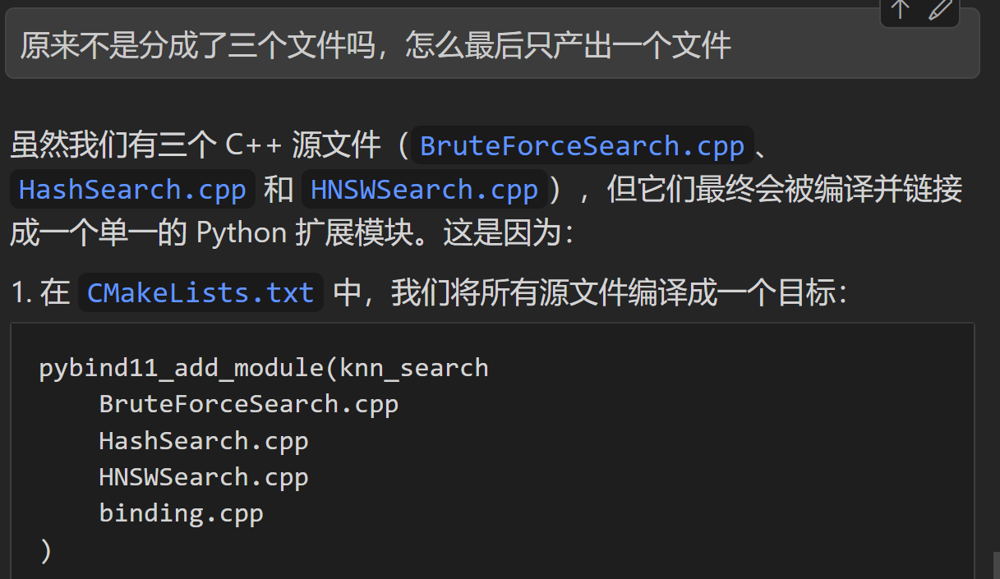 原来不是分成了三个文件吗，怎么最后只产出一个文件
虽然我们有三个 C++ 源文件（BruteForceSearch.cpp、
HashSearch.cpp 和 HNSWSearch.cpp），但它们最终会被编译并链接
成一个单一的 Python 扩展模块。这是因为：
1. 在 CMakeLists.txt 中，我们将所有源文件编译成一个目标：
pybind11_add_module(knn_search
    BruteForceSearch.cpp
    HashSearch.cpp
    HNSWSearch.cpp
    binding.cpp
)